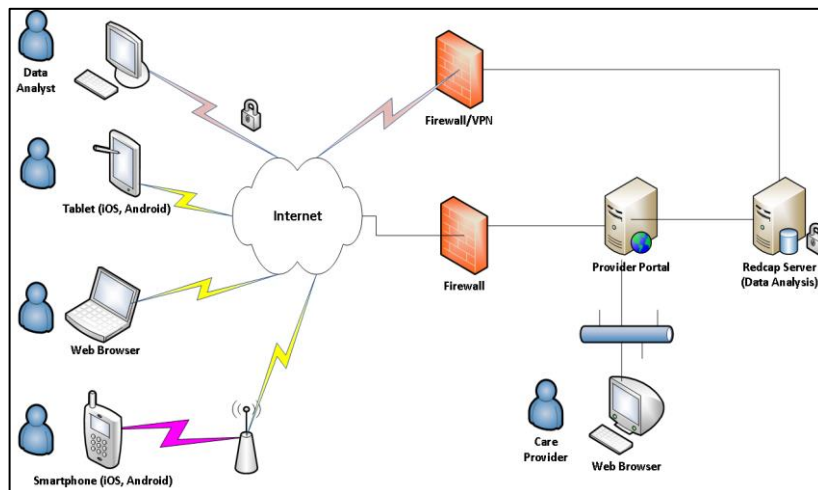 Data
Analyst
Tablet (iOS, Android)
Web Browser
Smartphone (iOS, Android)
Internet
Firewall/VPN
Firewall
Provider Portal
Redcap Server
(Data Analysis)
Care
Provider
Web Browser